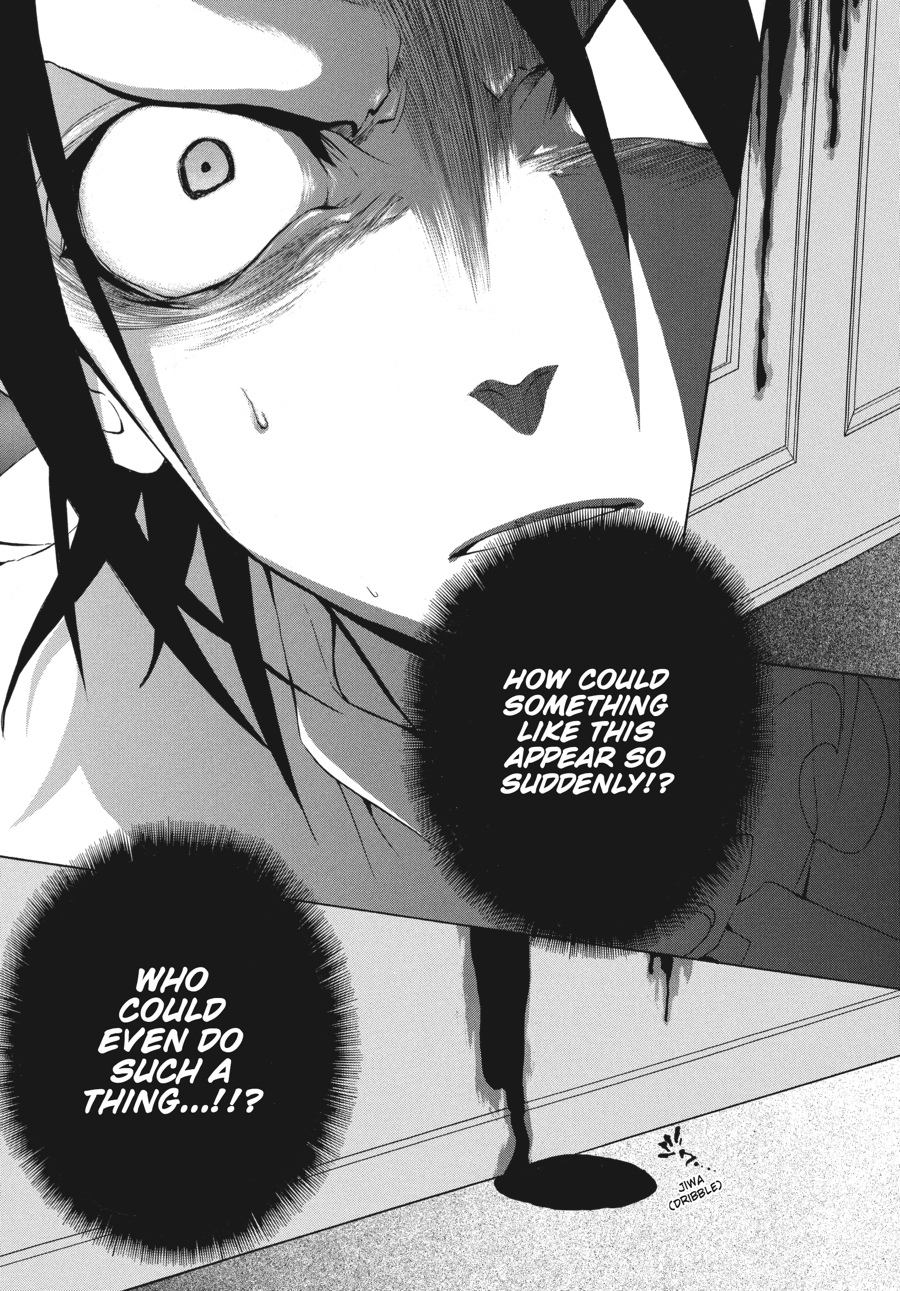 HOW COULD
SOMETHING
LIKE THIS
APPEAR SO
SUDDENLY!?
WHO
COULD
EVEN DO
SUCH A
THING...!!?
JIWA
(DRIBBLE)